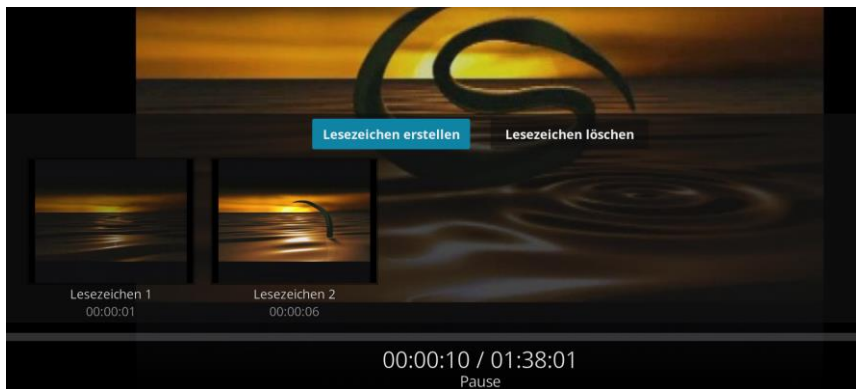 Lesezeichen erstellen
Lesezeichen löschen
Lesezeichen 1
00:00:01
Lesezeichen 2
00:00:06
00:00:10 / 01:38:01
Pause